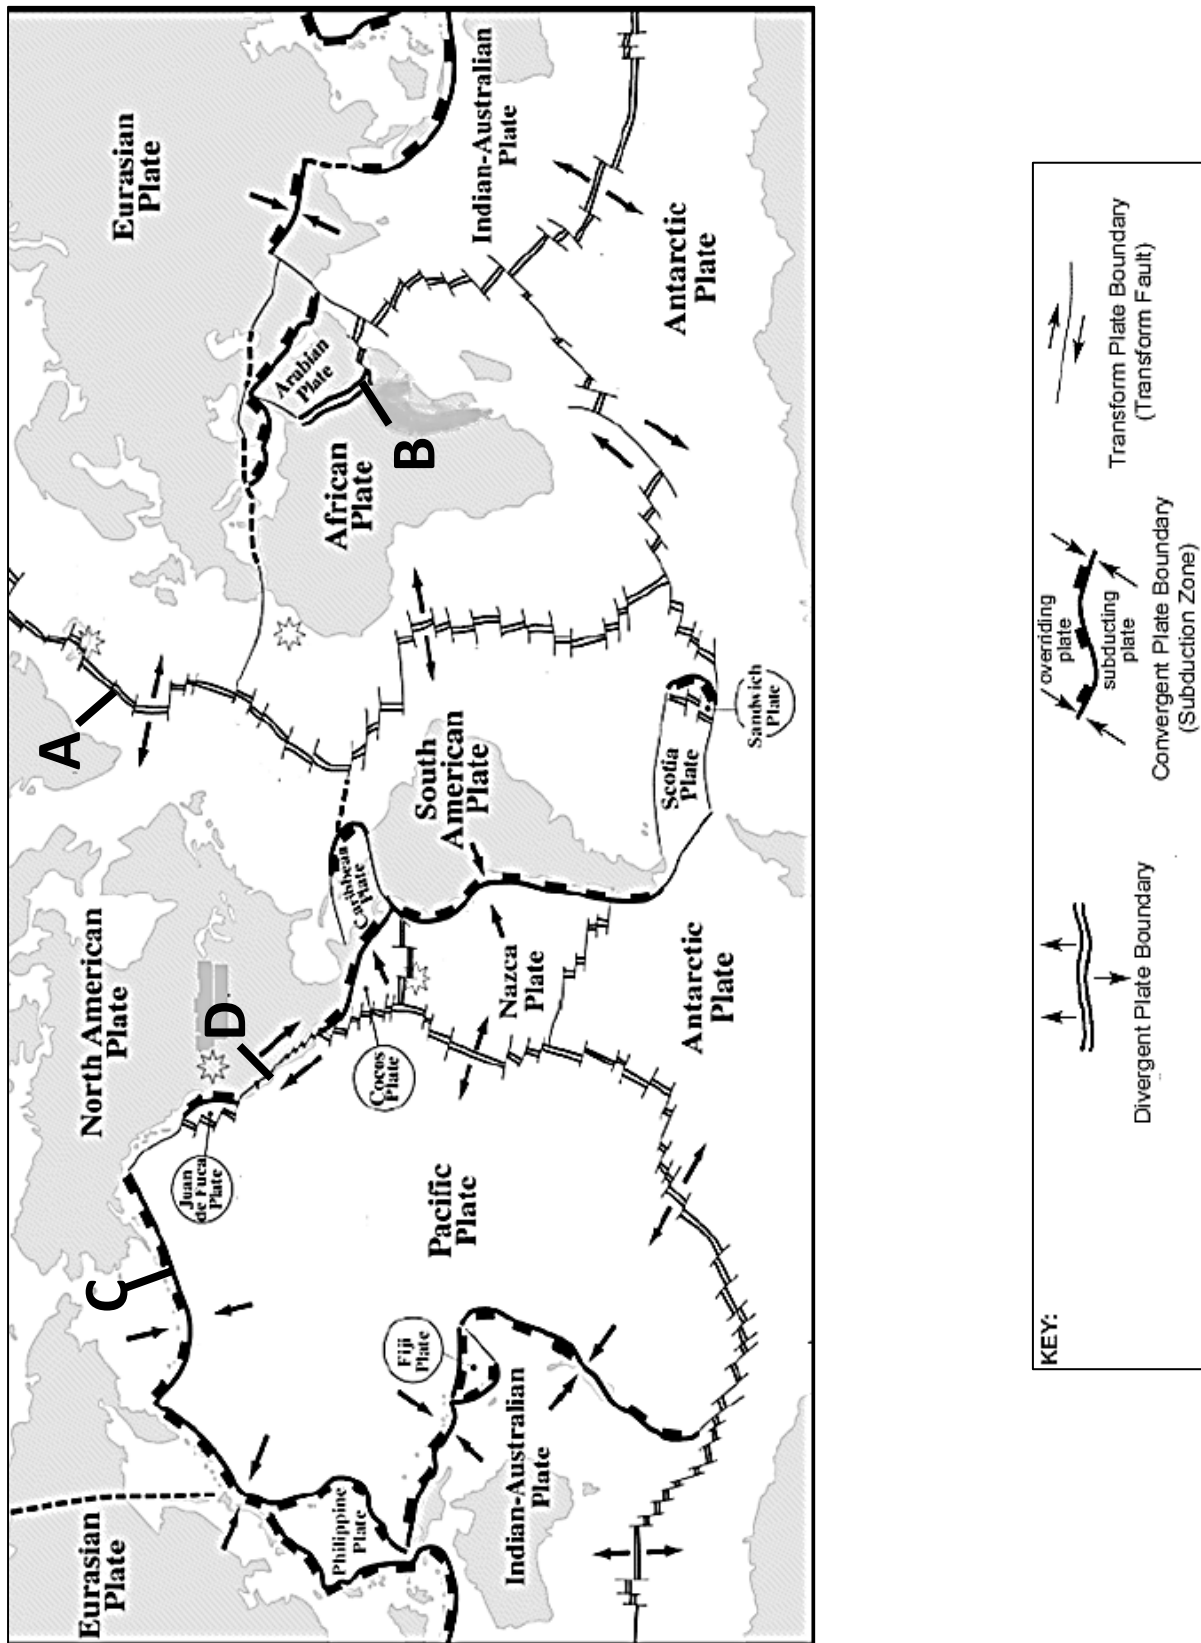 Eurasian
Plate
North American
Plate
A
Eurasian
Plate
C
D
Juan
de Fuca
Plate
Arabian
Plate
Philippine
Plate
Pacific
Plate
Cocos
Plate
Caribbean
Plate
African
Plate
B
Fiji
Plate
Indian-Australian
Plate
Nazca
Plate
South
American
Plate
Indian-Australian
Plate
Antarctic
Plate
Scotia
Plate
Sandwich
Plate
Antarctic
Plate
KEY:
Divergent Plate Boundary
overriding
plate
subducting
plate
Convergent Plate Boundary
(Subduction Zone)
Transform Plate Boundary
(Transform Fault)